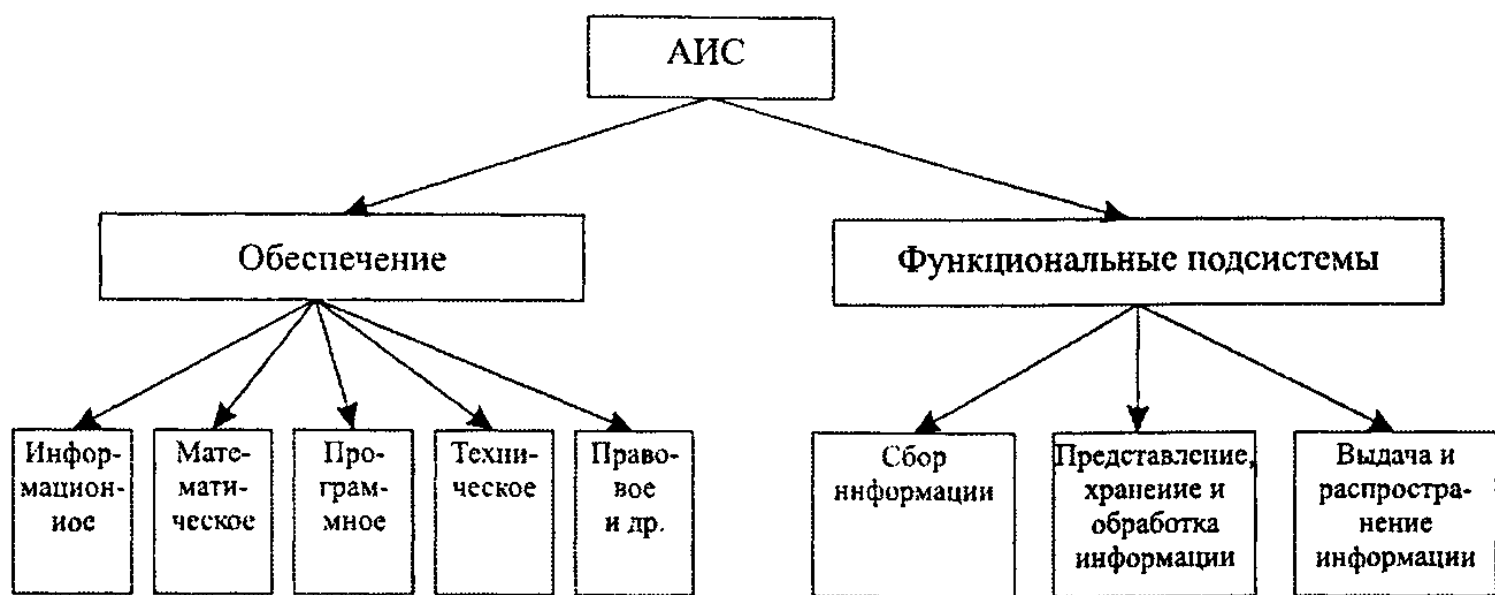 АИС
Обеспечение
Функциональные подсистемы
Инфор-
мацион-
ное
Мате-
мати-
ческое
Про-
грам-
мное
Техни-
ческое
Право-
вое
и др.
Сбор
информации
Представление,
хранение и
обработка
информации
Выдача и
распростра-
нение
информации